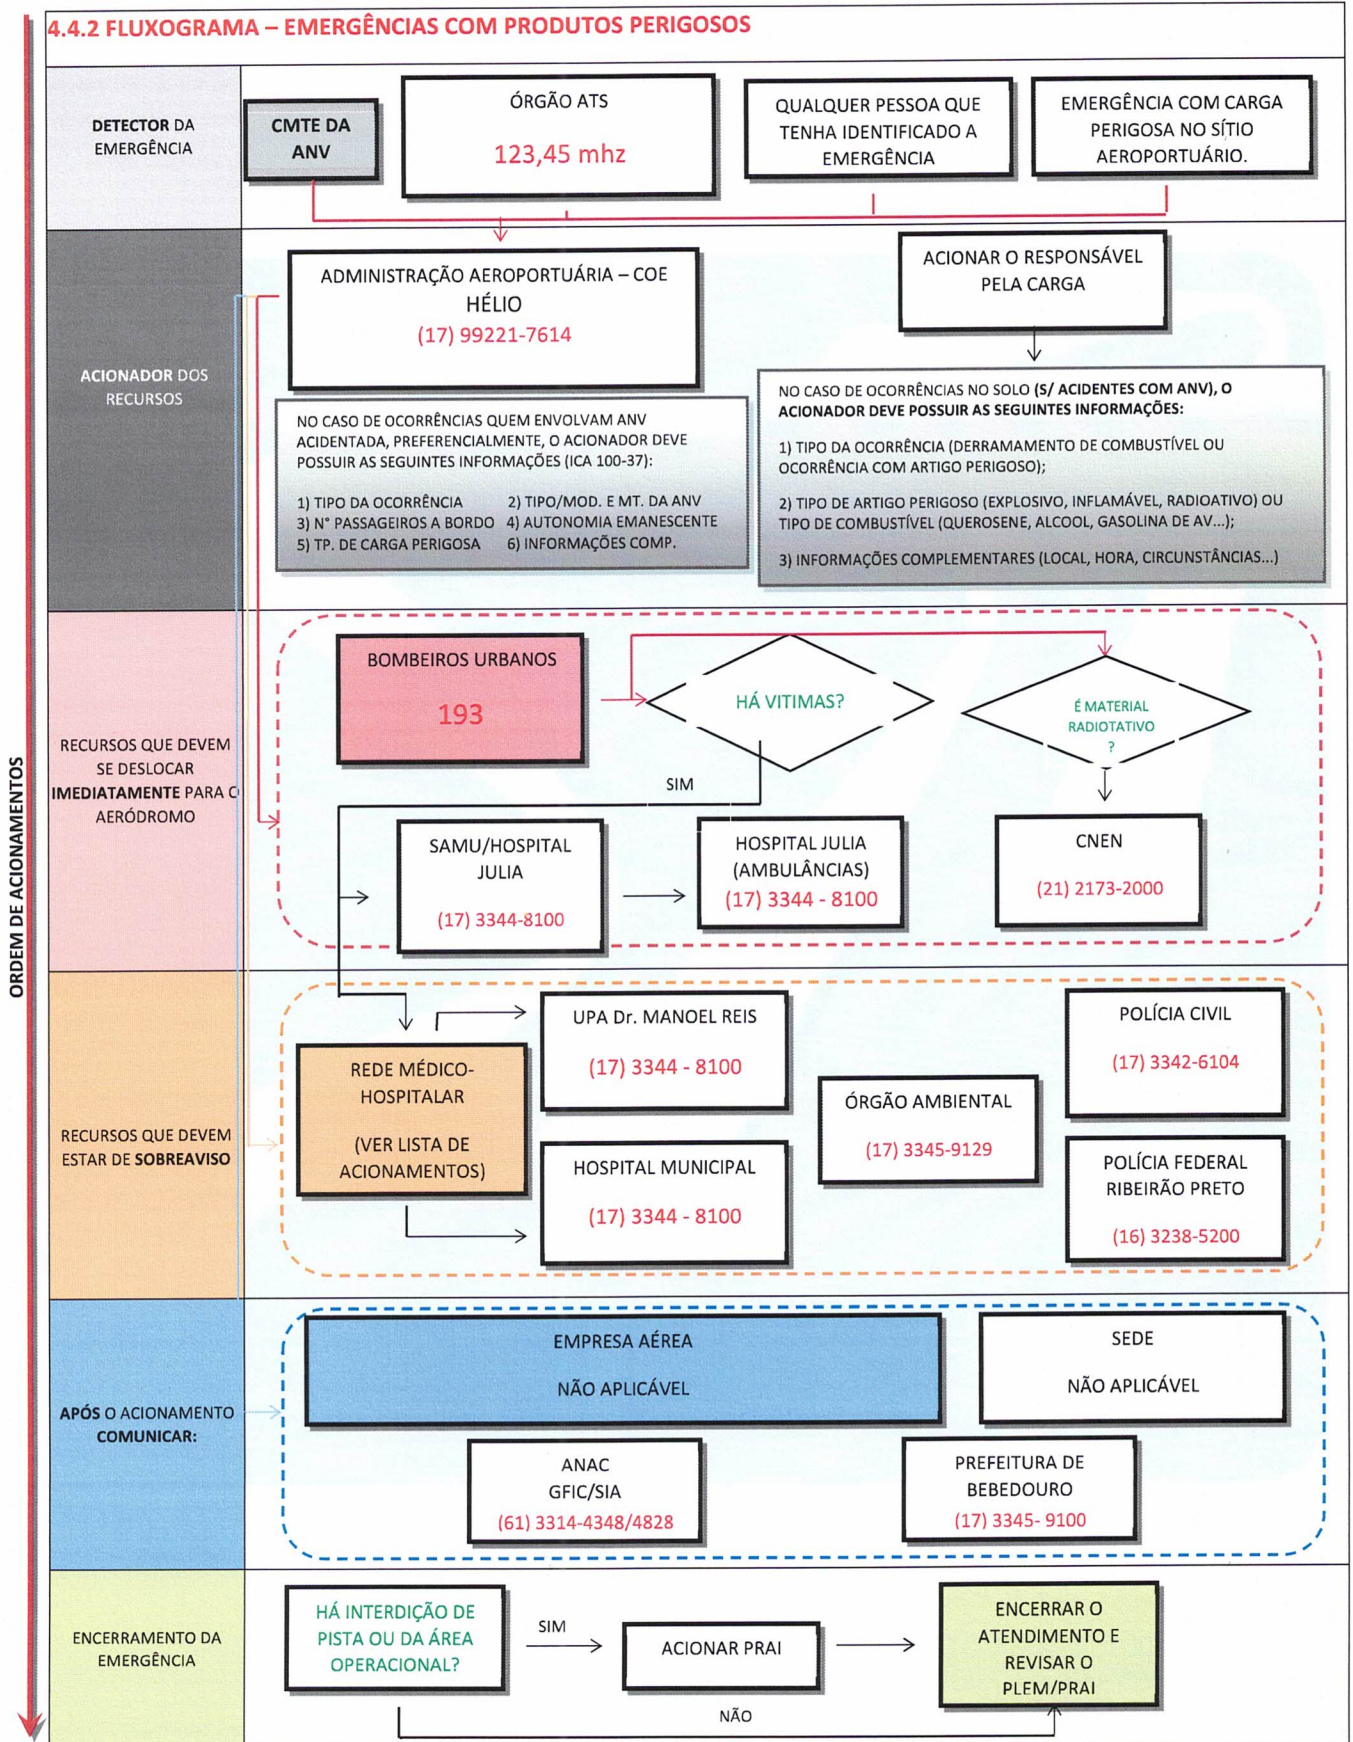 4.4.2 FLUXOGRAMA – EMERGÊNCIAS COM PRODUTOS PERIGOSOS
ORDEM DE ACIONAMENTOS
DETECTOR DA
EMERGÊNCIA
CMTE DA
ANV
ÓRGÃO ATS
123,45 mhz
QUALQUER PESSOA QUE
TENHA IDENTIFICADO A
EMERGÊNCIA
EMERGÊNCIA COM CARGA
PERIGOSA NO SÍTIO
AEROPORTUÁRIO.
ACIONADOR DOS
RECURSOS
ADMINISTRAÇÃO AEROPORTUÁRIA – COE
HÉLIO
(17) 99221-7614
ACIONAR O RESPONSÁVEL
PELA CARGA
NO CASO DE OCORRÊNCIAS QUEM ENVOLVAM ANV
ACIDENTADA, PREFERENCIALMENTE, O ACIONADOR DEVE
POSSUIR AS SEGUINTES INFORMAÇÕES (ICA 100-37):
1) TIPO DA OCORRÊNCIA 2) TIPO/MOD. E MT. DA ANV
3) N° PASSAGEIROS A BORDO 4) AUTONOMIA EMANESCENTE
5) TP. DE CARGA PERIGOSA 6) INFORMAÇÕES COMP.
NO CASO DE OCORRÊNCIAS NO SOLO (S/ ACIDENTES COM ANV), O
ACIONADOR DEVE POSSUIR AS SEGUINTES INFORMAÇÕES:
1) TIPO DA OCORRÊNCIA (DERRAMAMENTO DE COMBUSTÍVEL OU
OCORRÊNCIA COM ARTIGO PERIGOSO);
2) TIPO DE ARTIGO PERIGOSO (EXPLOSIVO, INFLAMÁVEL, RADIOATIVO) OU
TIPO DE COMBUSTÍVEL (QUEROSENE, ALCOOL, GASOLINA DE AV...);
3) INFORMAÇÕES COMPLEMENTARES (LOCAL, HORA, CIRCUNSTÂNCIAS...)
RECURSOS QUE DEVEM
SE DESLOCAR
IMEDIATAMENTE PARA O
AERÓDROMO
BOMBEIROS URBANOS
193
HÁ VITIMAS?
É MATERIAL
RADIOTATIVO
?
SIM
SAMU/HOSPITAL
JULIA
(17) 3344-8100
HOSPITAL JULIA
(AMBULÂNCIAS)
(17) 3344 - 8100
CNEN
(21) 2173-2000
RECURSOS QUE DEVEM
ESTAR DE SOBREAVISO
REDE MÉDICO-
HOSPITALAR
(VER LISTA DE
ACIONAMENTOS)
UPA Dr. MANOEL REIS
(17) 3344 - 8100
HOSPITAL MUNICIPAL
(17) 3344 - 8100
ÓRGÃO AMBIENTAL
(17) 3345-9129
POLÍCIA CIVIL
(17) 3342-6104
POLÍCIA FEDERAL
RIBEIRÃO PRETO
(16) 3238-5200
APÓS O ACIONAMENTO
COMUNICAR:
EMPRESA AÉREA
NÃO APLICÁVEL
SEDE
NÃO APLICÁVEL
ANAC
GFIC/SIA
(61) 3314-4348/4828
PREFEITURA DE
BEBEDOURO
(17) 3345- 9100
ENCERRAMENTO DA
EMERGÊNCIA
HÁ INTERDIÇÃO DE
PISTA OU DA ÁREA
OPERACIONAL?
SIM
ACIONAR PRAI
ENCERRAR O
ATENDIMENTO E
REVISAR O
PLEM/PRAI
NÃO